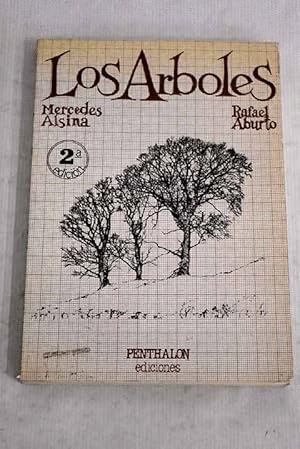 Los Arboles
Mercedes Alsina
Rafael Aburto
2ª edición
PENTHALON
ediciones